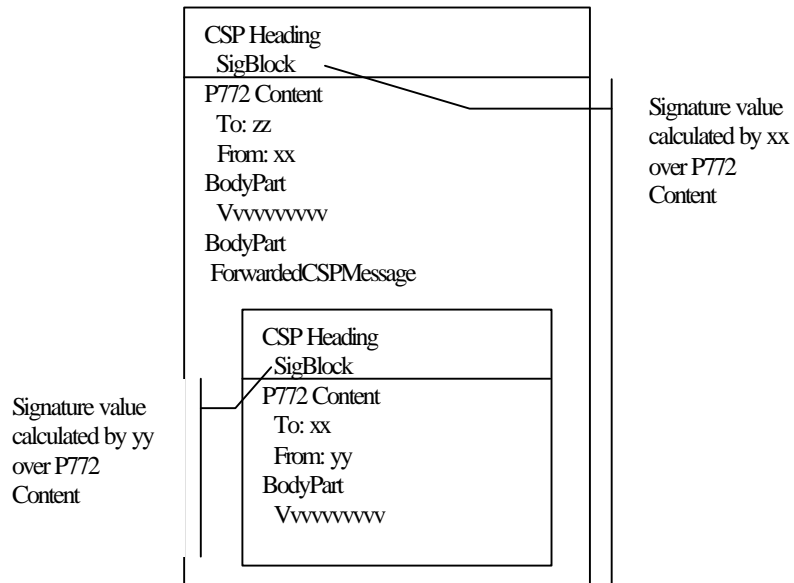 CSP Heading
SigBlock
P772 Content
To: zz
From: xx
BodyPart
Vvvvvvvvvv
BodyPart
ForwardedCSPMessage
Signature value
calculated by xx
over P772
Content
CSP Heading
SigBlock
P772 Content
To: xx
From: yy
BodyPart
Vvvvvvvvvv
Signature value
calculated by yy
over P772
Content